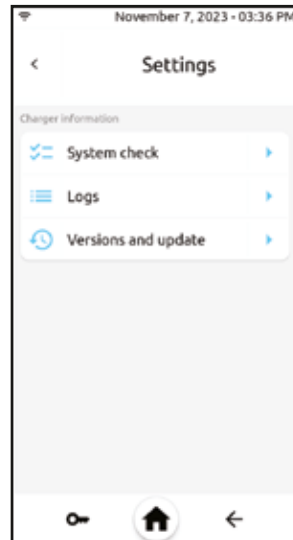 November 7, 2023 - 03:36 PM
Settings
Charger information
System check
Logs
Versions and update